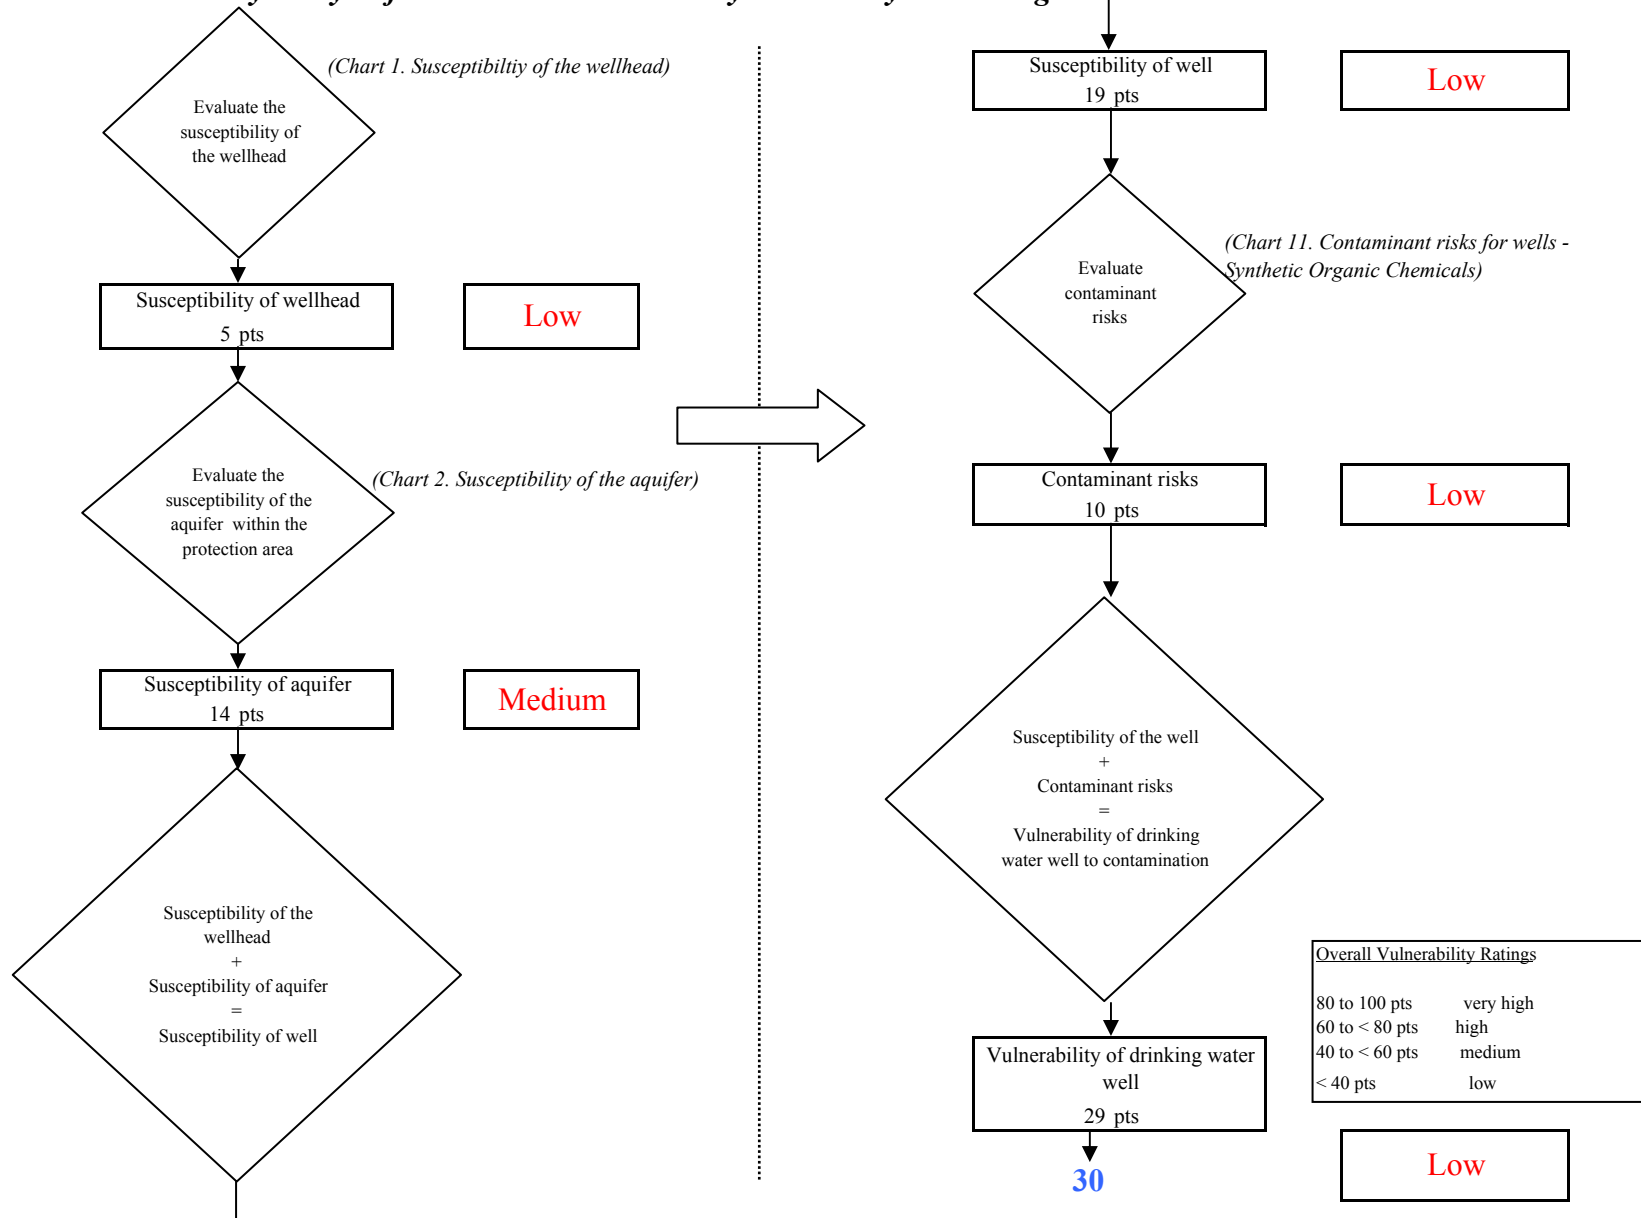 (Chart 1. Susceptibiltiy of the wellhead)
Evaluate the
susceptibility of
the wellhead
Susceptibility of wellhead
5 pts
Low
Evaluate the
susceptibility of the
aquifer within the
protection area
(Chart 2. Susceptibility of the aquifer)
Susceptibility of aquifer
14 pts
Medium
Susceptibility of the
wellhead
+
Susceptibility of aquifer
=
Susceptibility of well
Susceptibility of well
19 pts
Low
Evaluate
contaminant
risks
(Chart 11. Contaminant risks for wells -
Synthetic Organic Chemicals)
Contaminant risks
10 pts
Low
Susceptibility of the well
+
Contaminant risks
=
Vulnerability of drinking
water well to contamination
Overall Vulnerability Ratings
80 to 100 pts very high
60 to < 80 pts high
40 to < 60 pts medium
< 40 pts low
Vulnerability of drinking water
well
29 pts
30
Low